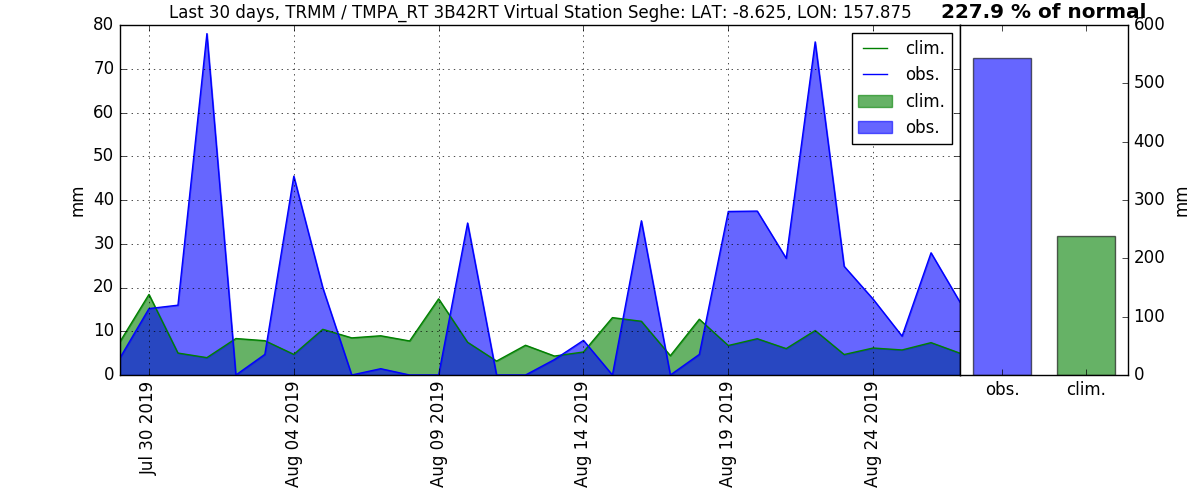 Last 30 days, TRMM / TMPA_RT 3B42RT Virtual Station Seghe: LAT: -8.625, LON: 157.875
227.9 % of normal
80
70
60
50
40
30
20
10
0
mm
clim.
obs.
clim.
obs.
Jul 30 2019
Aug 04 2019
Aug 09 2019
Aug 14 2019
Aug 19 2019
Aug 24 2019
600
500
400
300
200
100
0
mm
obs.
clim.